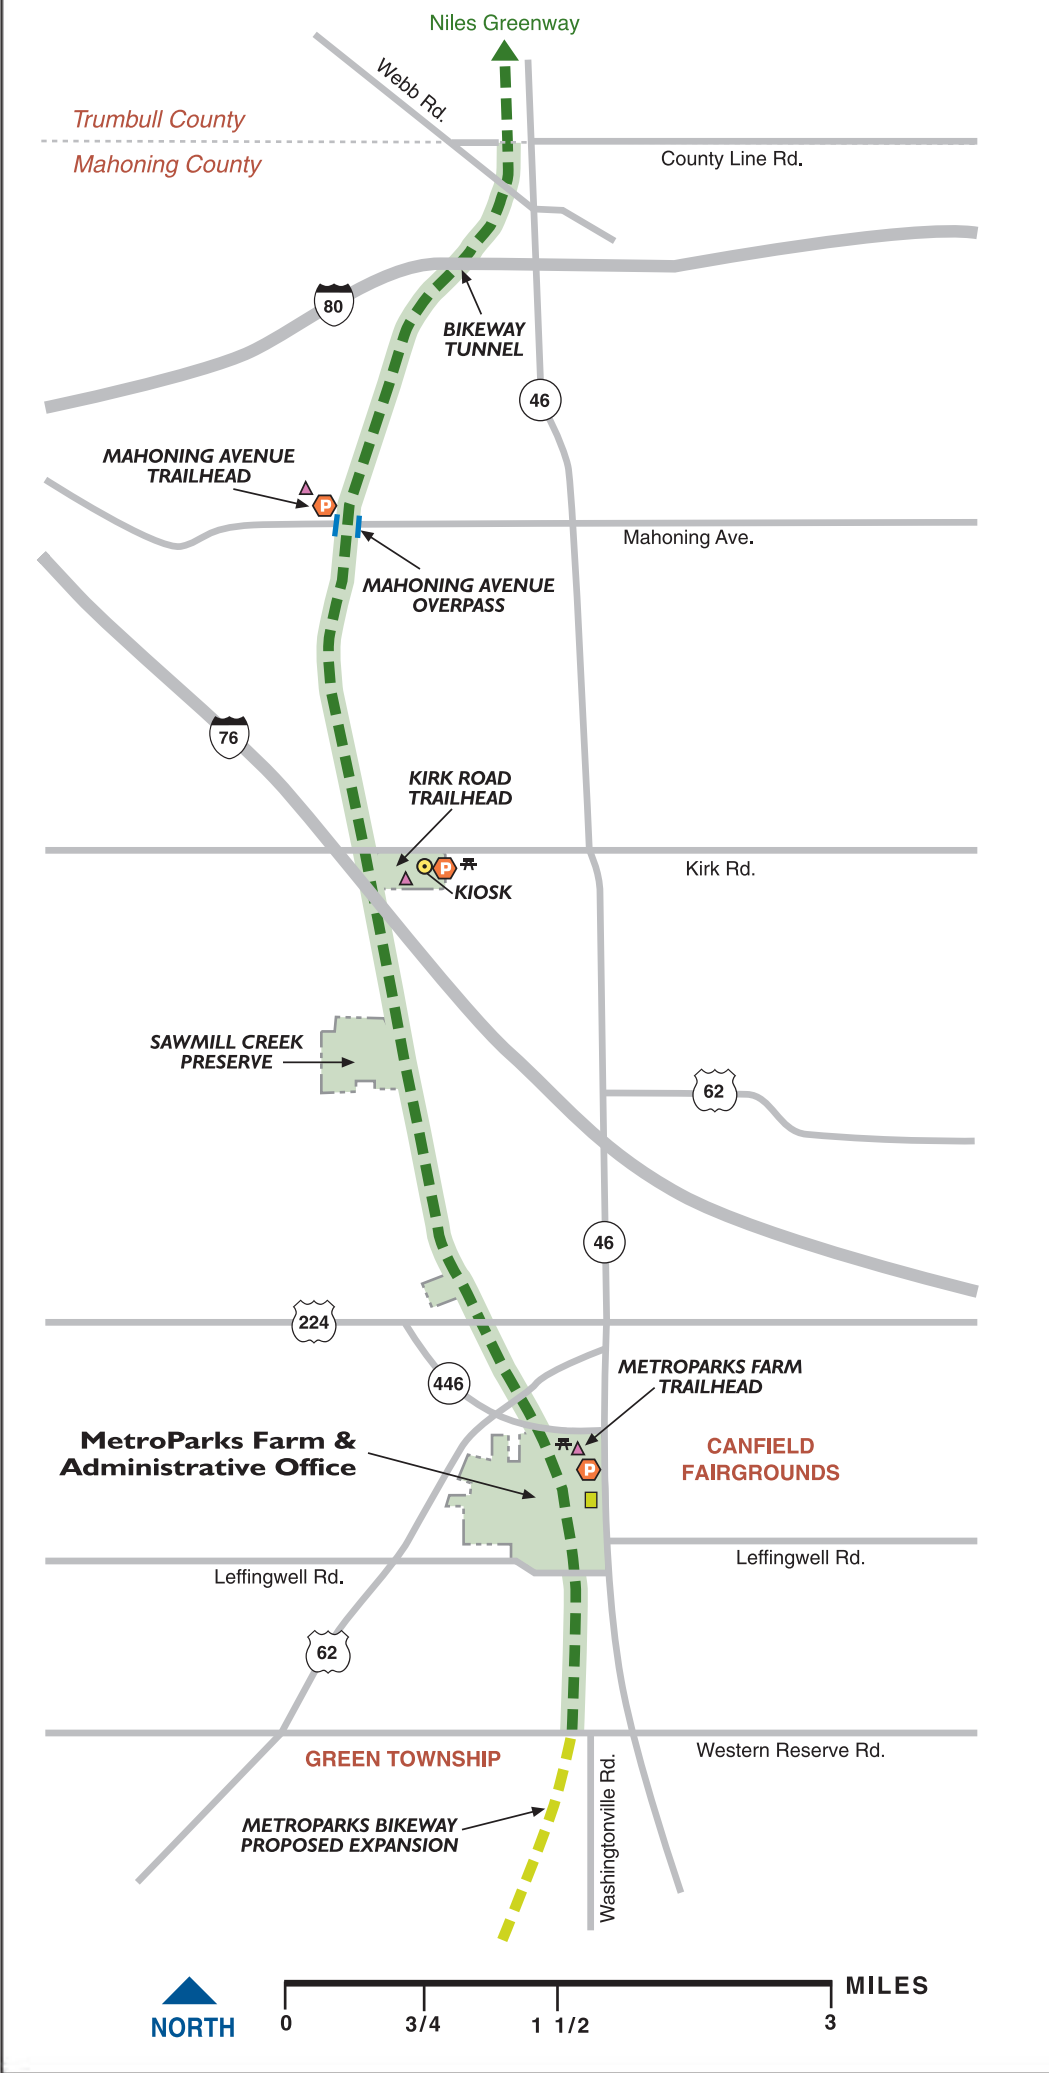 Niles Greenway
Webb Rd.
Trumbull County
Mahoning County
County Line Rd.
80
BIKEWAY
TUNNEL
46
MAHONING AVENUE
TRAILHEAD
P
Mahoning Ave.
MAHONING AVENUE
OVERPASS
76
KIRK ROAD
TRAILHEAD
P
Kirk Rd.
KIOSK
SAWMILL CREEK
PRESERVE
62
46
224
METROPARKS FARM
TRAILHEAD
446
MetroParks Farm &
Administrative Office
CANFIELD
FAIRGROUNDS
P
Leffingwell Rd.
Leffingwell Rd.
62
Western Reserve Rd.
GREEN TOWNSHIP
Washingtonville Rd.
METROPARKS BIKEWAY
PROPOSED EXPANSION
MILES
NORTH
0 3/4 1 1/2 3